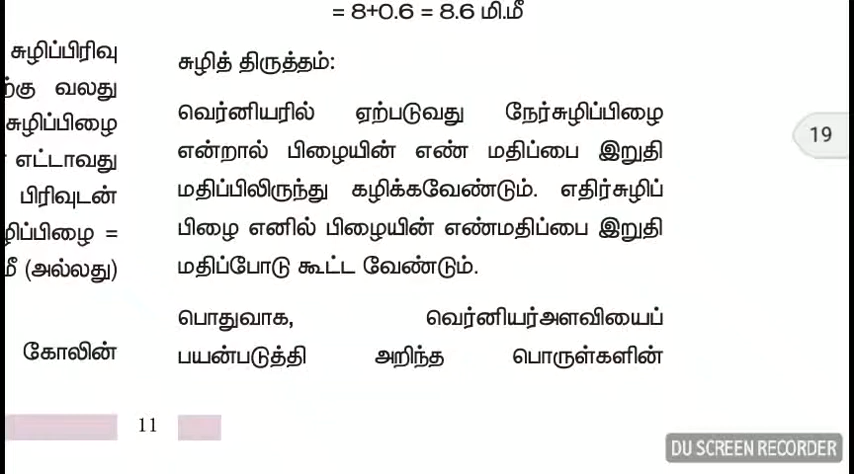 = 8+0.6 = 8.6 மி.மீ
சுழிப்பிரிவு
வலது
சுழிப்பிழை
எட்டாவது
பிரிவுடன்
=
(அல்லது)
கோலின்
சுழித் திருத்தம்:
வெர்னியரில் ஏற்படுவது நேர்சுழிப்பிழை
என்றால் பிழையின் எண் மதிப்பை இறுதி
மதிப்பிலிருந்து கழிக்கவேண்டும். எதிர்சுழிப்
பிழை எனில் பிழையின் எண்மதிப்பை இறுதி
மதிப்போடு கூட்ட வேண்டும்.
பொதுவாக, வெர்னியர்அளவியைப்
பயன்படுத்தி அறிந்த பொருள்களின்
11
19
DU SCREEN RECORDER